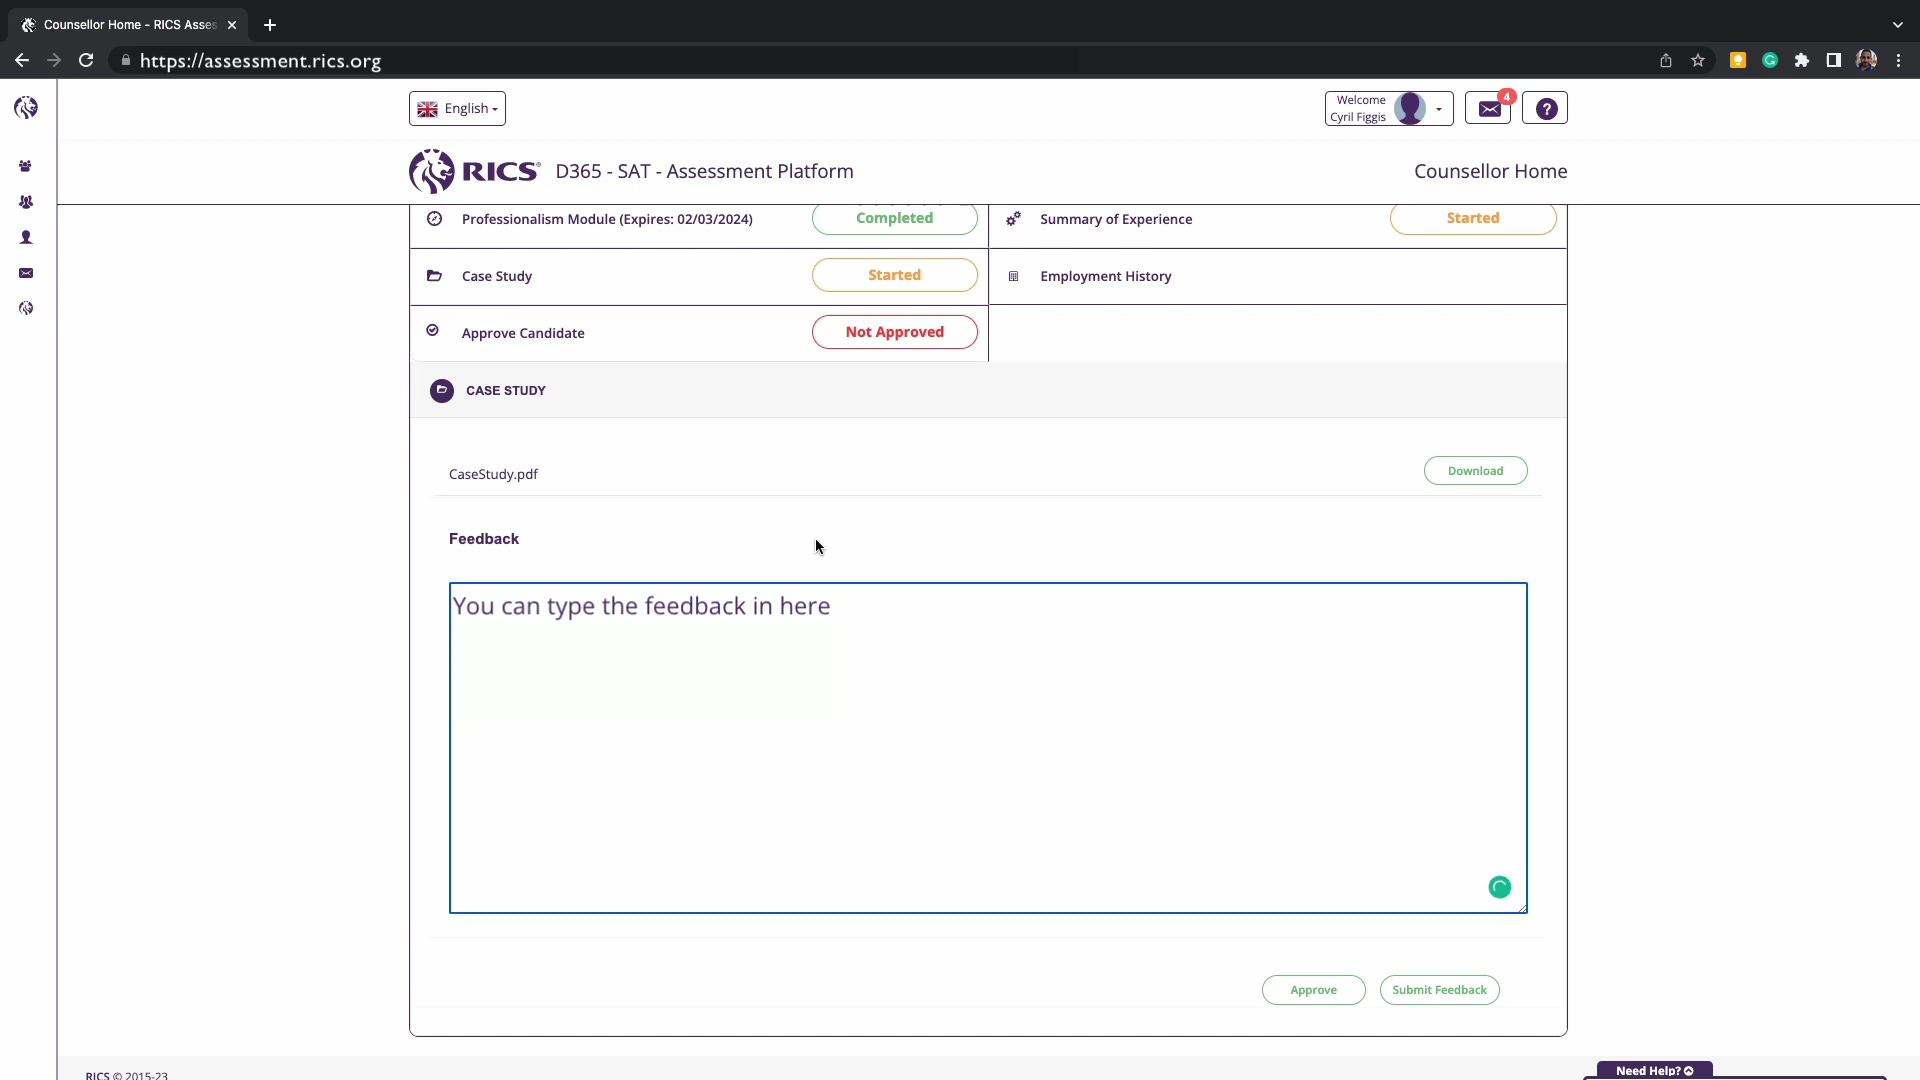 Counsellor Home - RICS Asses
https://assessment.rics.org
English
Welcome
Cyril Figgis
4
?
RICS
D365 - SAT - Assessment Platform
Counsellor Home
Professionalism Module (Expires: 02/03/2024)
Completed
Summary of Experience
Started
Case Study
Started
Employment History
Approve Candidate
Not Approved
CASE STUDY
CaseStudy.pdf
Download
Feedback
You can type the feedback in here
Approve
Submit Feedback
RICS © 2015-23
Need Help?